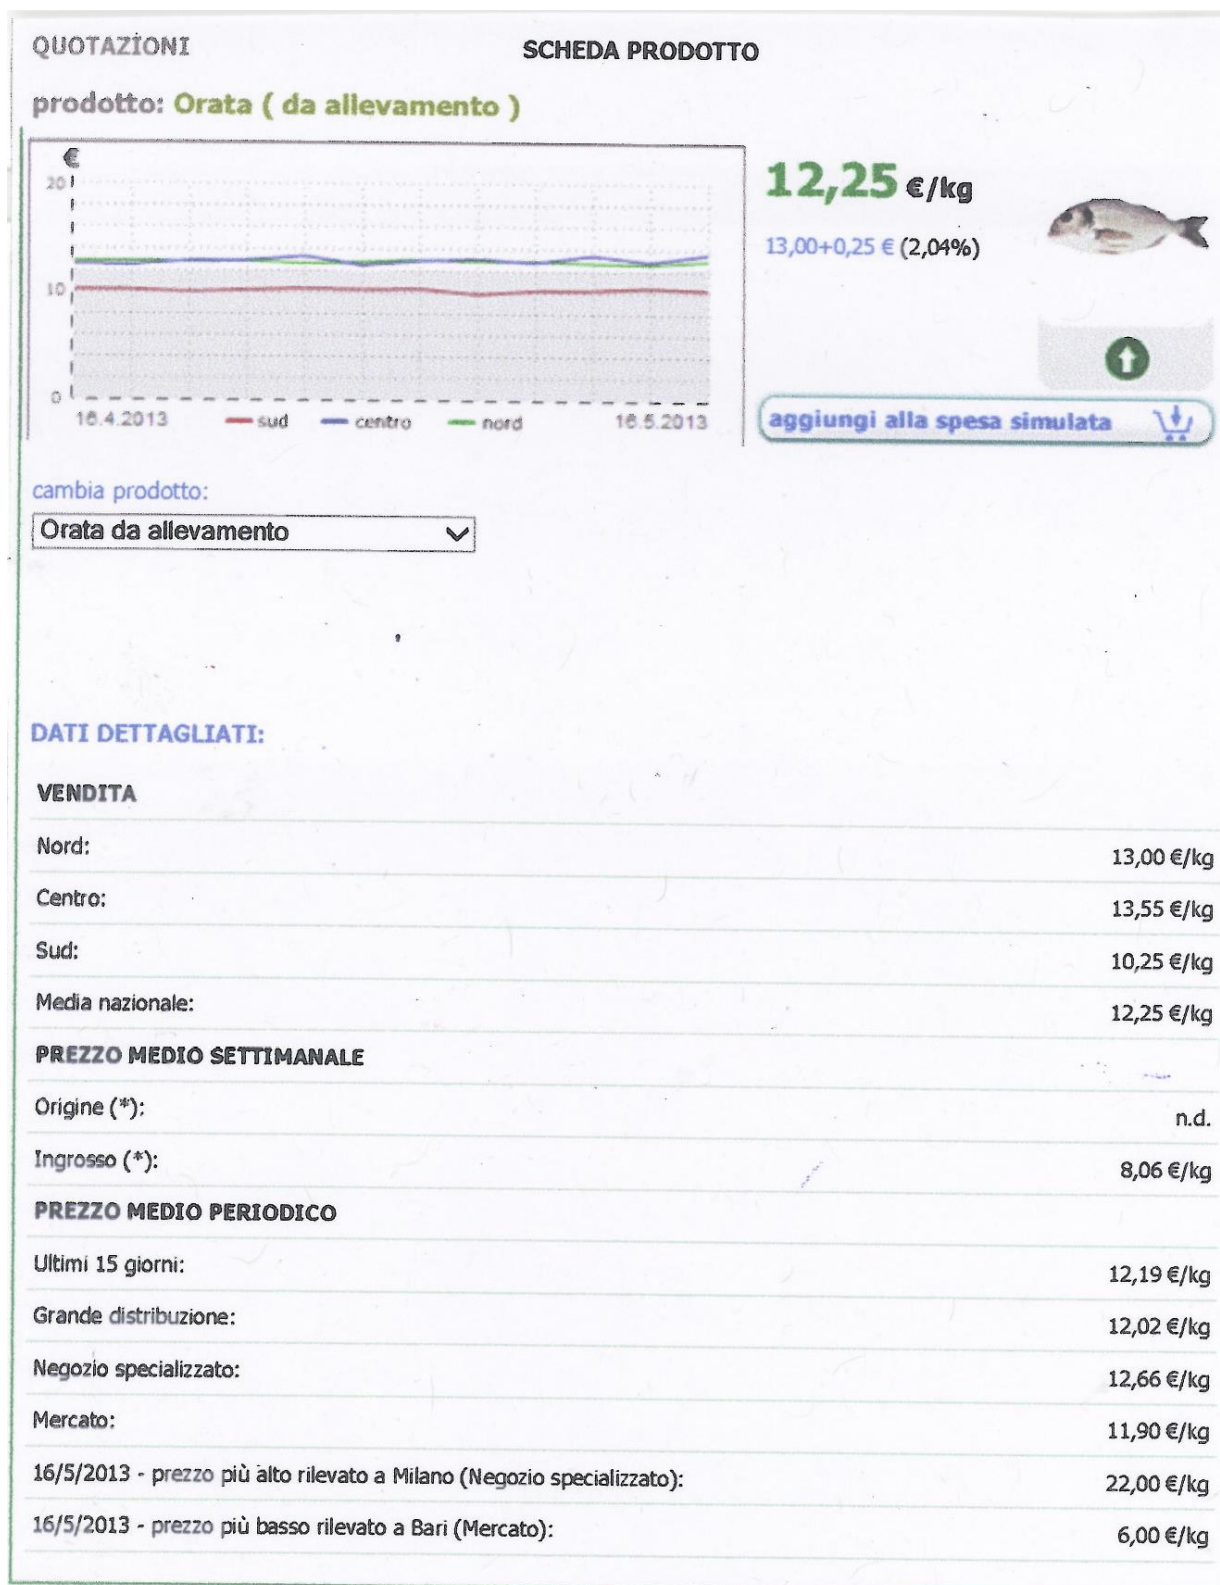 QUOTAZIONI
SCHEDA PRODOTTO
prodotto: Orata ( da allevamento )
€
20
10
0
16.4.2013
sud
centro
nord
16.5.2013
12,25 €/kg
13,00+0,25 € (2,04%)
aggiungi alla spesa simulata
cambia prodotto:
Orata da allevamento
DATI DETTAGLIATI:
VENDITA
Nord: 13,00 €/kg
Centro: 13,55 €/kg
Sud: 10,25 €/kg
Media nazionale: 12,25 €/kg
PREZZO MEDIO SETTIMANALE
Origine (*): n.d.
Ingrosso (*): 8,06 €/kg
PREZZO MEDIO PERIODICO
Ultimi 15 giorni: 12,19 €/kg
Grande distribuzione: 12,02 €/kg
Negozio specializzato: 12,66 €/kg
Mercato: 11,90 €/kg
16/5/2013 - prezzo più alto rilevato a Milano (Negozio specializzato): 22,00 €/kg
16/5/2013 - prezzo più basso rilevato a Bari (Mercato): 6,00 €/kg